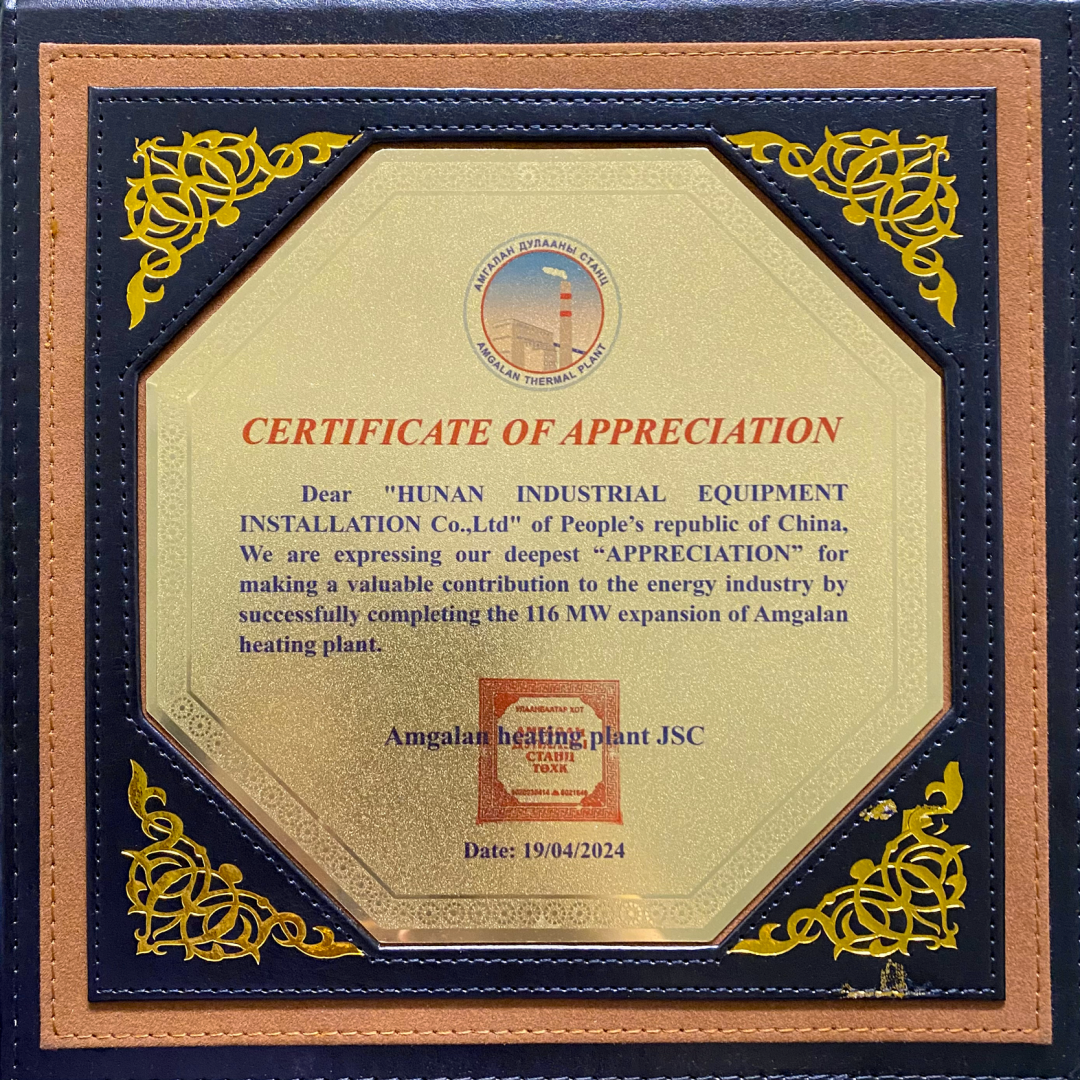 АМГАЛАН ДУЛААНЫ СТАНЦ
AMGALAN THERMAL PLANT
CERTIFICATE OF APPRECIATION
Dear "HUNAN INDUSTRIAL EQUIPMENT
INSTALLATION Co.,Ltd" of People’s republic of China,
We are expressing our deepest “APPRECIATION” for
making a valuable contribution to the energy industry by
successfully completing the 116 MW expansion of Amgalan
heating plant.
УЛААНБААТАР ХОТ
АМГАЛАН
Amgalan heating plant JSC
ДУЛААНЫ
СТАНЦ
ТӨХК
Date: 19/04/2024